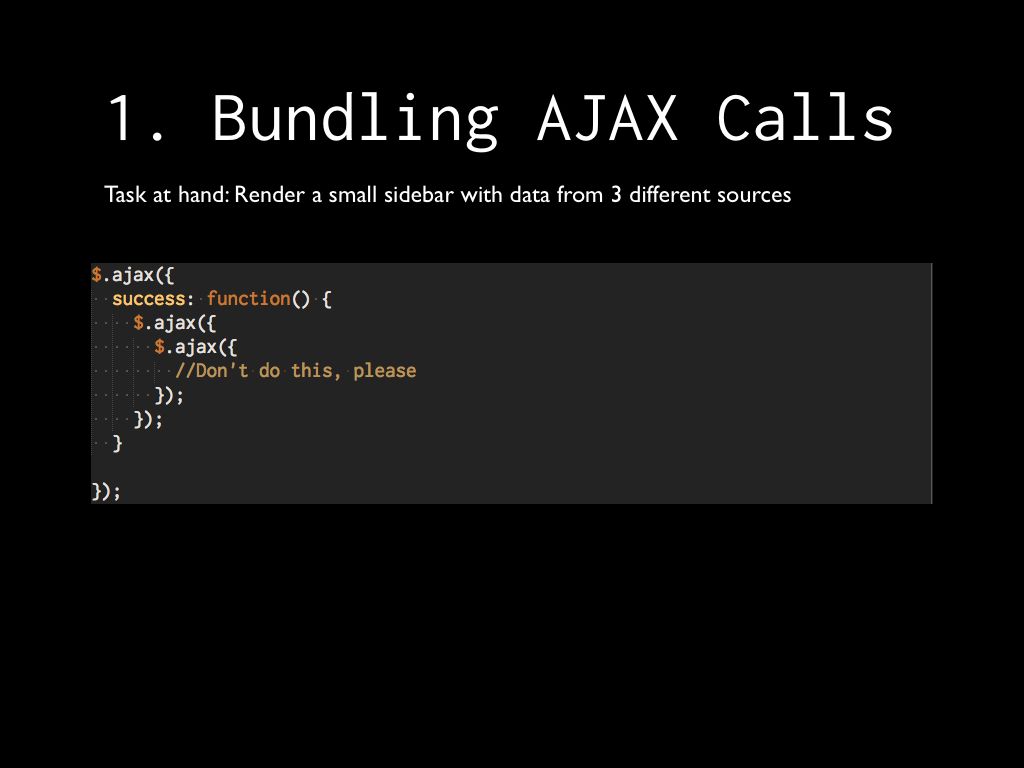 1. Bundling AJAX Calls
Task at hand: Render a small sidebar with data from 3 different sources
$.ajax({
  success: function() {
    $.ajax({
      $.ajax({
        //Don't do this, please
      });
    });
  }
});